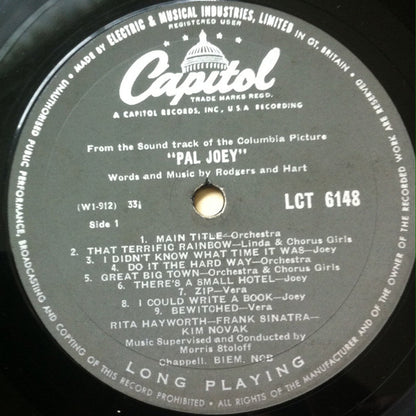 MADE BY ELECTRIC & MUSICAL INDUSTRIES, LIMITED IN GT. BRITAIN • ALL RIGHTS OF THE MANUFACTURER AND OF THE OWNER OF THE RECORDED WORK ARE RESERVED
UNAUTHORISED PUBLIC PERFORMANCE, BROADCASTING AND COPYING OF THIS RECORD PROHIBITED •
REGISTERED USER
Capitol
TRADE MARKS REGD.
A CAPITOL RECORDS, INC., U.S.A RECORDING
From the Sound track of the Columbia Picture
"PAL JOEY"
Words and Music by Rodgers and Hart
(W1-912) 33⅓
LCT 6148
Side 1
1. MAIN TITLE—Orchestra
2. THAT TERRIFIC RAINBOW—Linda & Chorus Girls
3. I DIDN'T KNOW WHAT TIME IT WAS—Joey
4. DO IT THE HARD WAY—Orchestra
5. GREAT BIG TOWN—Orchestra & Chorus Girls
6. THERE'S A SMALL HOTEL—Joey
7. ZIP—Vera
8. I COULD WRITE A BOOK—Joey
9. BEWITCHED—Vera
RITA HAYWORTH—FRANK SINATRA—
KIM NOVAK
Music Supervised and Conducted by
Morris Stoloff
Chappell. BIEM. NCB
LONG PLAYING